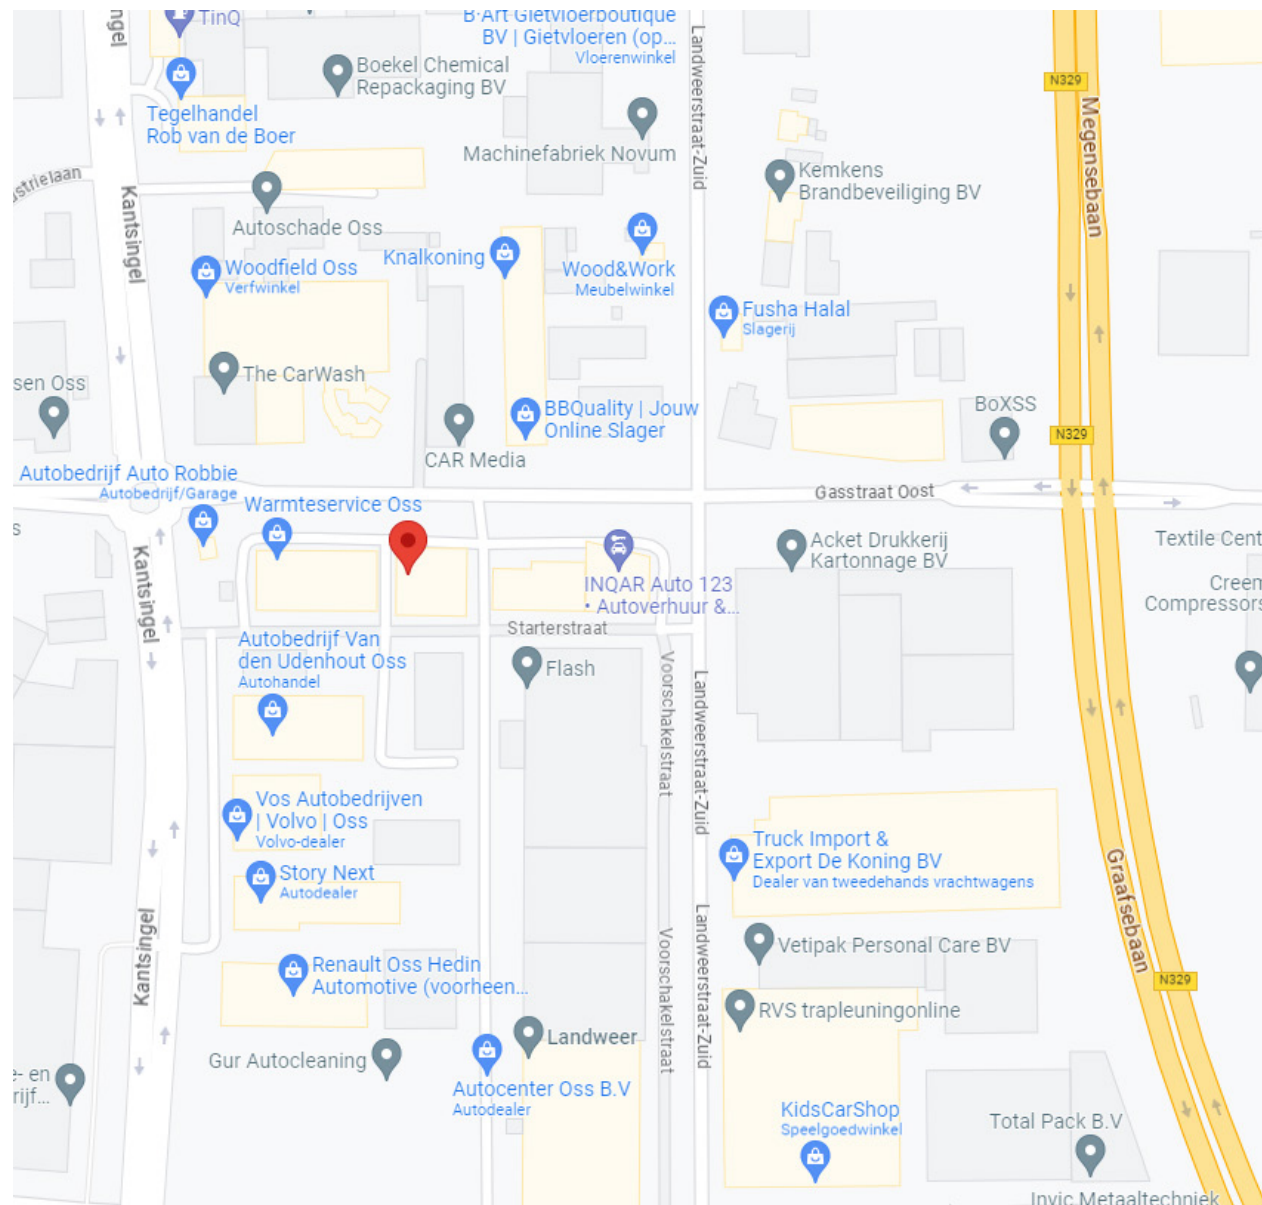 TinQ
B·Art Gietvloerboutique
BV | Gietvloeren (op...
Vloerenwinkel
Boekel Chemical
Repackaging BV
Tegelhandel
Rob van de Boer
Machinefabriek Novum
Landweerstraat-Zuid
N329
Megensebaan
Kemkens
Brandbeveiliging BV
Kantsingel
Autoschade Oss
Knalkoning
Woodfield Oss
Verfwinkel
Wood&Work
Meubelwinkel
Fusha Halal
Slagerij
The CarWash
sen Oss
BBQuality | Jouw
Online Slager
BoXSS
N329
CAR Media
Autobedrijf Auto Robbie
Autobedrijf/Garage
Warmteservice Oss
Gasstraat Oost
Acket Drukkerij
Kartonnage BV
Textile Cent
INQAR Auto 123
• Autoverhuur &...
Creem
Compressors
Kantsingel
Starterstraat
Autobedrijf Van
den Udenhout Oss
Autohandel
Flash
Voorschakelstraat
Landweerstraat-Zuid
Vos Autobedrijven
| Volvo | Oss
Volvo-dealer
Truck Import &
Export De Koning BV
Dealer van tweedehands vrachtwagens
Story Next
Autodealer
Graafsebaan
Kantsingel
Voorschakelstraat
Landweerstraat-Zuid
Vetipak Personal Care BV
Renault Oss Hedin
Automotive (voorheen...
N329
RVS trapleuningonline
Landweer
Gur Autocleaning
e- en
rijf...
Autocenter Oss B.V
Autodealer
KidsCarShop
Speelgoedwinkel
Total Pack B.V
Invic Metaaltechniek